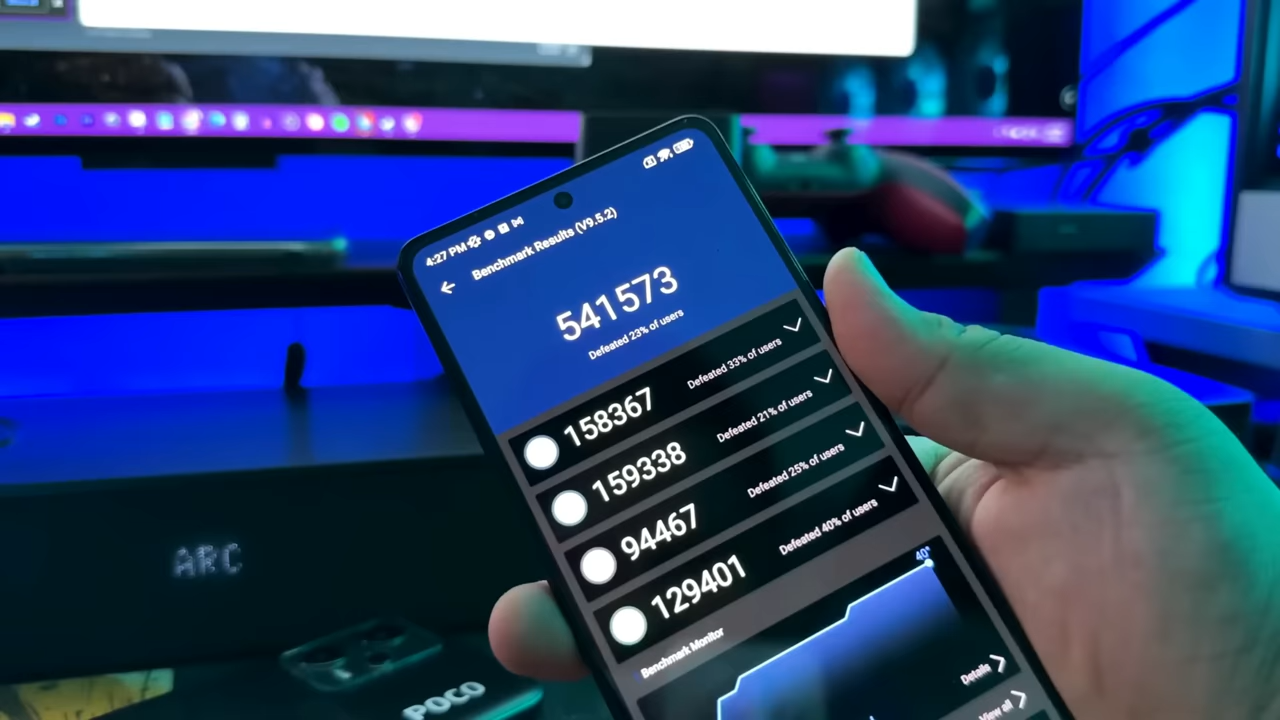 4:27 PM
Benchmark Results (V9.5.2)
541573
Defeated 23% of users
158367 Defeated 33% of users
159338 Defeated 21% of users
94467 Defeated 25% of users
129401 Defeated 40% of users
Benchmark Monitor
40°
Details
View all
ARC
POCO